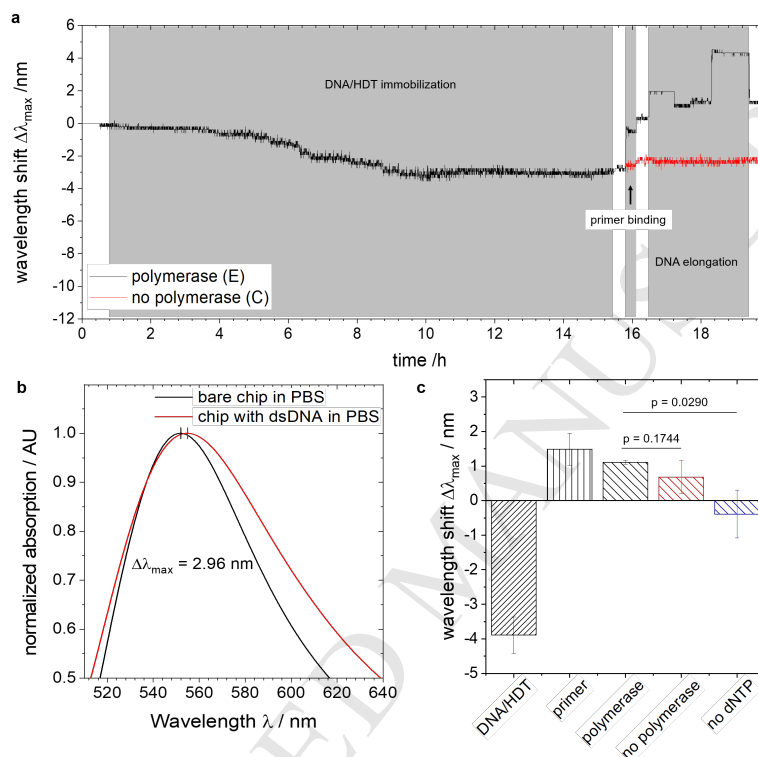 a
6
4
2
0
-2
-4
-6
-8
-10
-12
wavelength shift Δλmax /nm
DNA/HDT immobilization
primer binding
DNA elongation
polymerase (E)
no polymerase (C)
0 2 4 6 8 10 12 14 16 18
time /h
b
bare chip in PBS
chip with dsDNA in PBS
1.0
0.9
0.8
0.7
0.6
0.5
normalized absorption / AU
Δλmax = 2.96 nm
520 540 560 580 600 620 640
Wavelength λ / nm
c
3
2
1
0
-1
-2
-3
-4
-5
wavelength shift Δλmax / nm
p = 0.0290
p = 0.1744
DNA/HDT
primer
polymerase
no polymerase
no dNTP